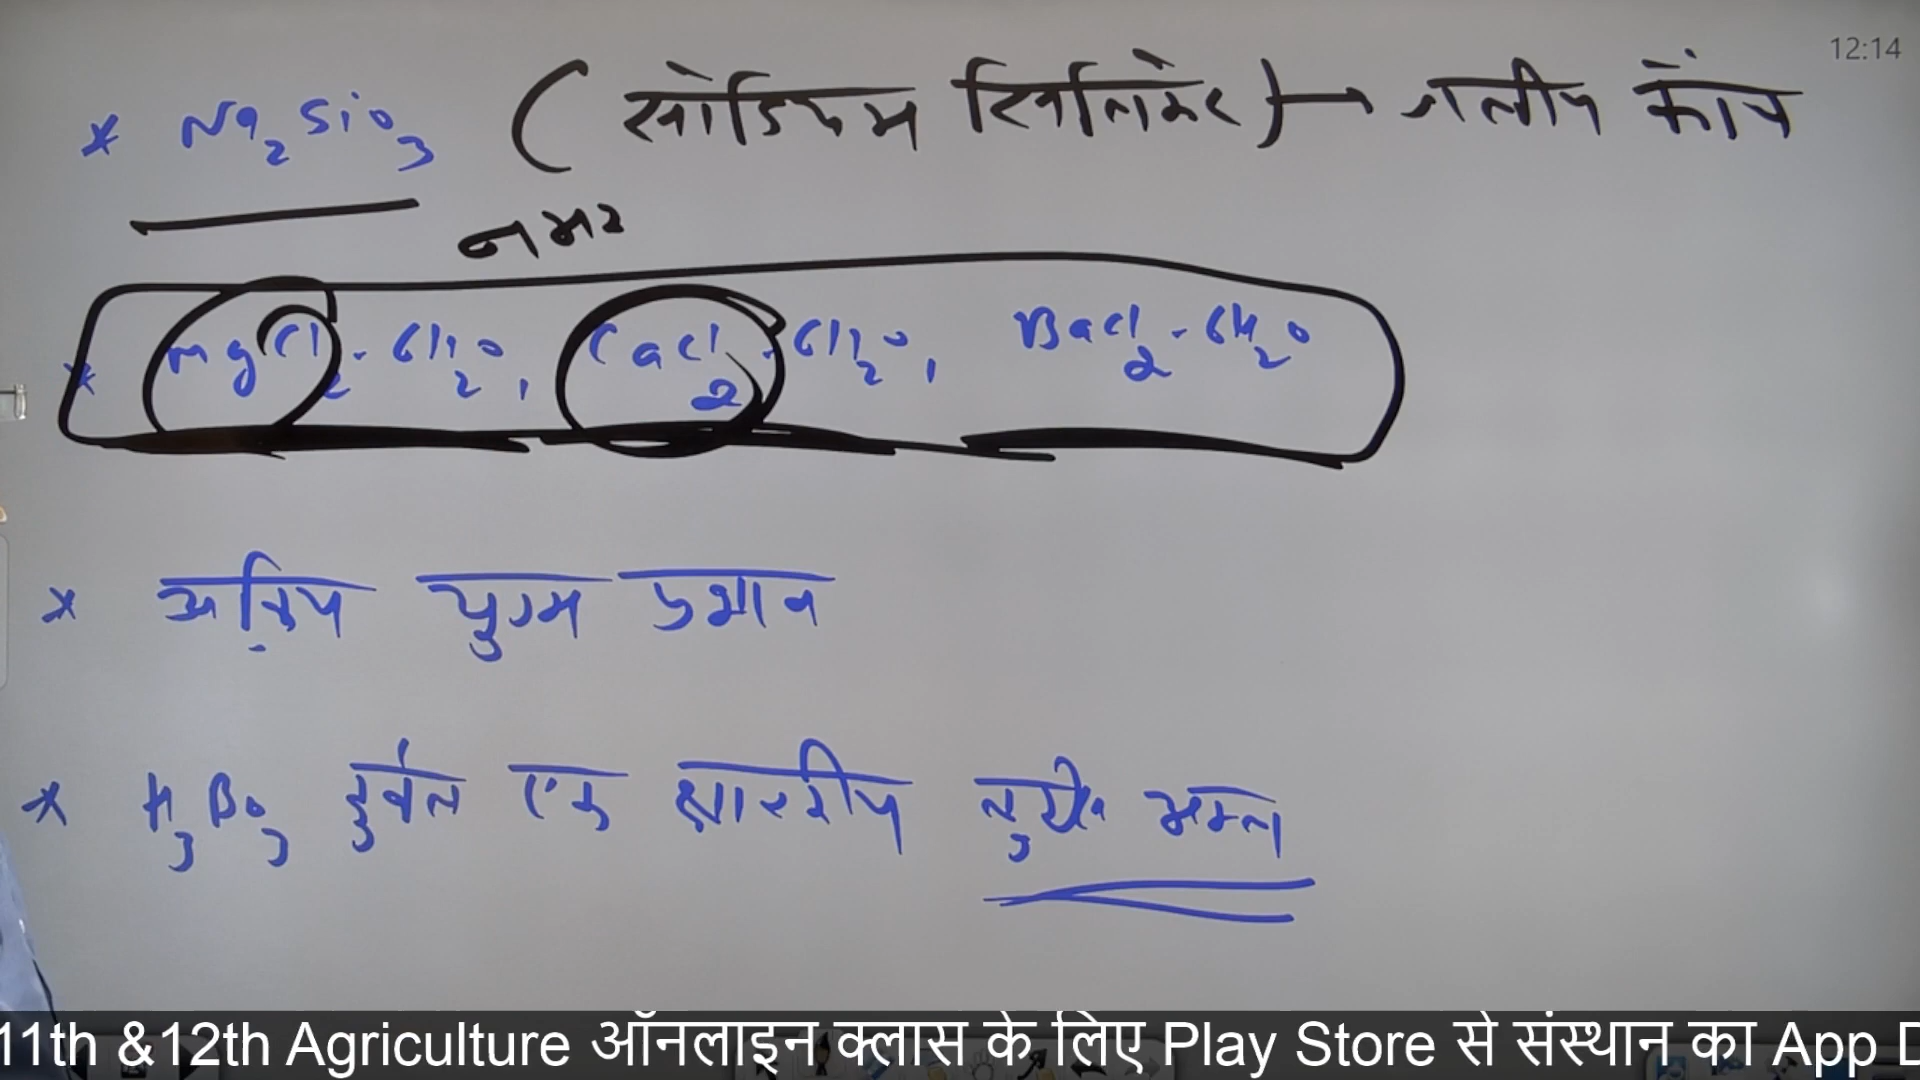 12:14
* Na2SiO3 (सोडियम सिलिकेट) → जलीय काँच
* MgCl2·6H2O, CaCl2·6H2O, BaCl2·6H2O
* अक्रिय युग्म प्रभाव
* H3BO3 दुर्बल एक क्षारकीय लुईस अम्ल
11th &12th Agriculture ऑनलाइन क्लास के लिए Play Store से संस्थान का App D